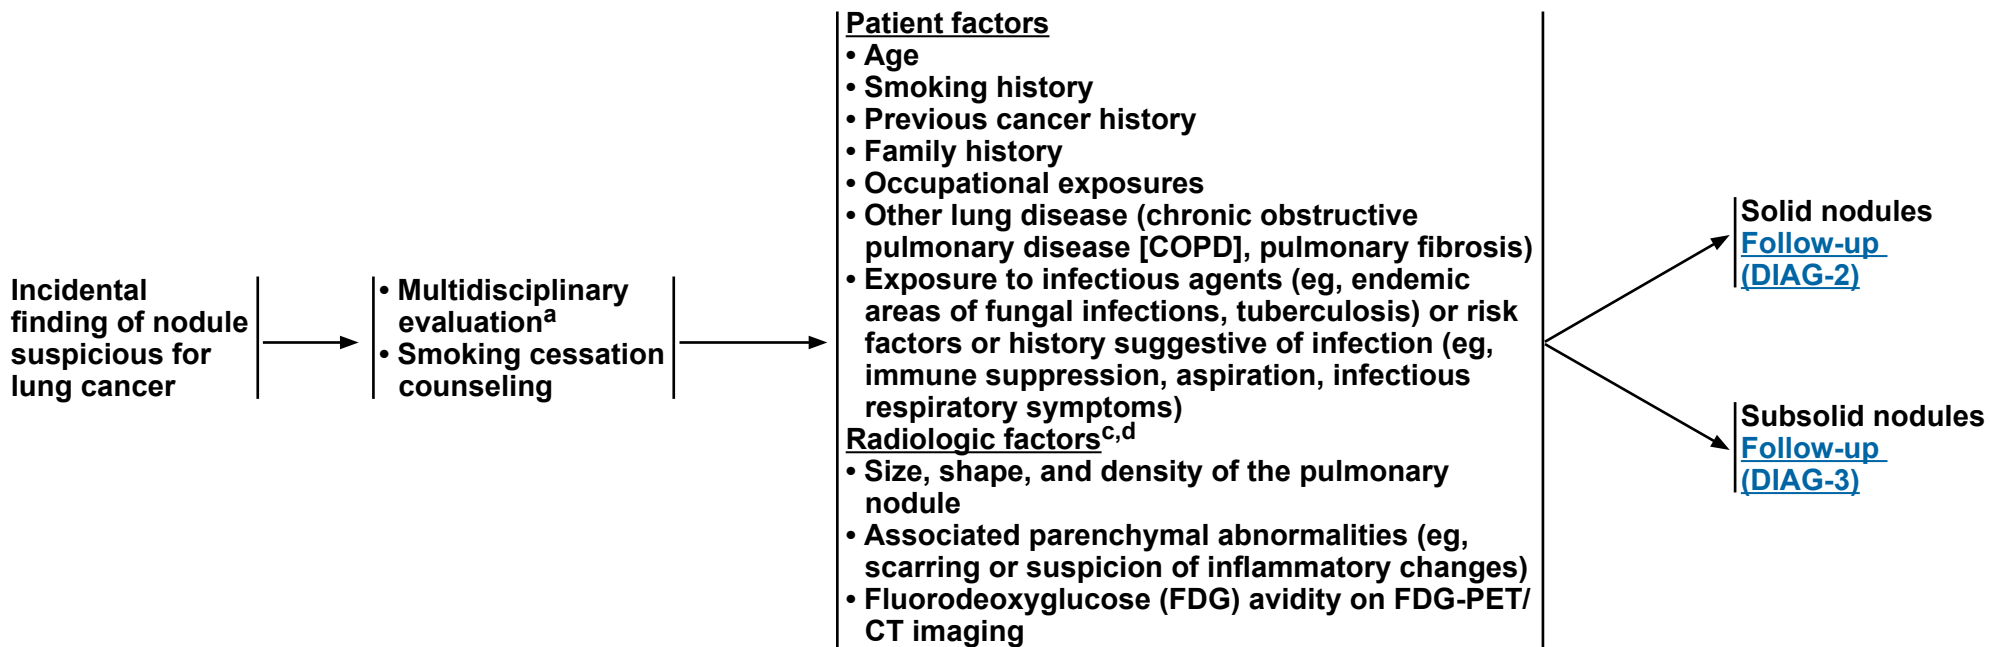 Incidental
finding of nodule
suspicious for
lung cancer
• Multidisciplinary
evaluationa
• Smoking cessation
counseling
Patient factors
• Age
• Smoking history
• Previous cancer history
• Family history
• Occupational exposures
• Other lung disease (chronic obstructive
pulmonary disease [COPD], pulmonary fibrosis)
• Exposure to infectious agents (eg, endemic
areas of fungal infections, tuberculosis) or risk
factors or history suggestive of infection (eg,
immune suppression, aspiration, infectious
respiratory symptoms)
Radiologic factorsc,d
• Size, shape, and density of the pulmonary
nodule
• Associated parenchymal abnormalities (eg,
scarring or suspicion of inflammatory changes)
• Fluorodeoxyglucose (FDG) avidity on FDG-PET/
CT imaging
Solid nodules
Follow-up
(DIAG-2)
Subsolid nodules
Follow-up
(DIAG-3)